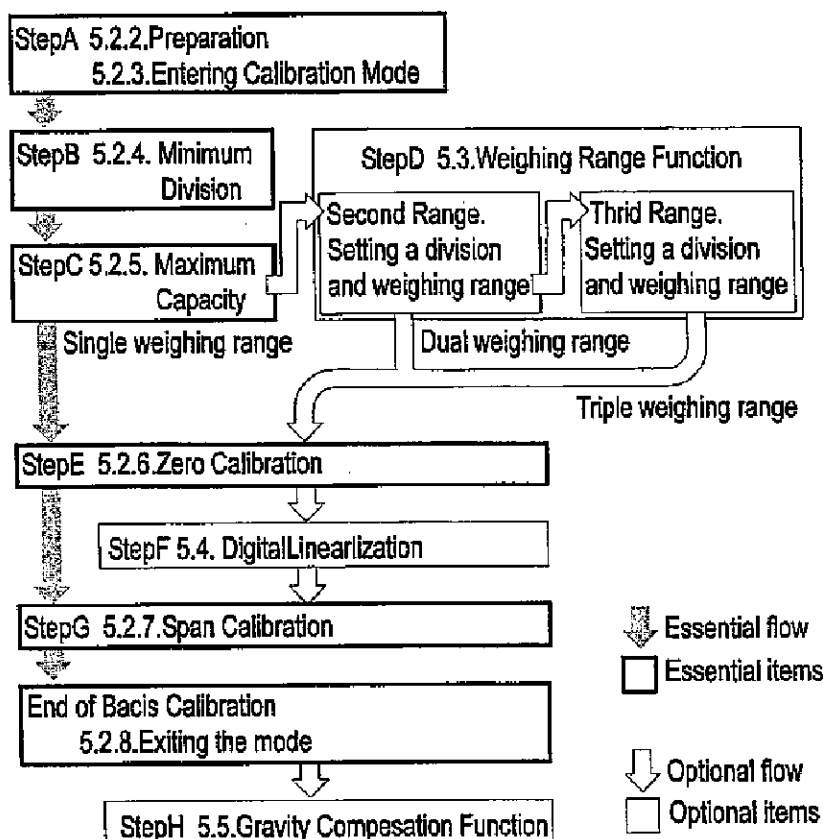 StepA 5.2.2.Preparation
5.2.3.Entering Calibration Mode
StepB 5.2.4. Minimum
Division
StepC 5.2.5. Maximum
Capacity
StepD 5.3.Weighing Range Function
Second Range.
Setting a division
and weighing range
Thrid Range.
Setting a division
and weighing range
Single weighing range
Dual weighing range
Triple weighing range
StepE 5.2.6.Zero Calibration
StepF 5.4. DigitalLinearlization
StepG 5.2.7.Span Calibration
End of Bacis Calibration
5.2.8.Exiting the mode
StepH 5.5.Gravity Compesation Function
Essential flow
Essential items
Optional flow
Optional items